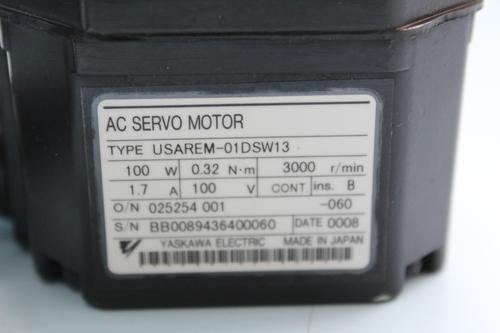 AC SERVO MOTOR
TYPE USAREM-01DSW13
100 W 0.32 N·m 3000 r/min
1.7 A 100 V CONT ins. B
O/N 025254 001 -060
S/N BB0089436400060 DATE 0008
YASKAWA ELECTRIC MADE IN JAPAN